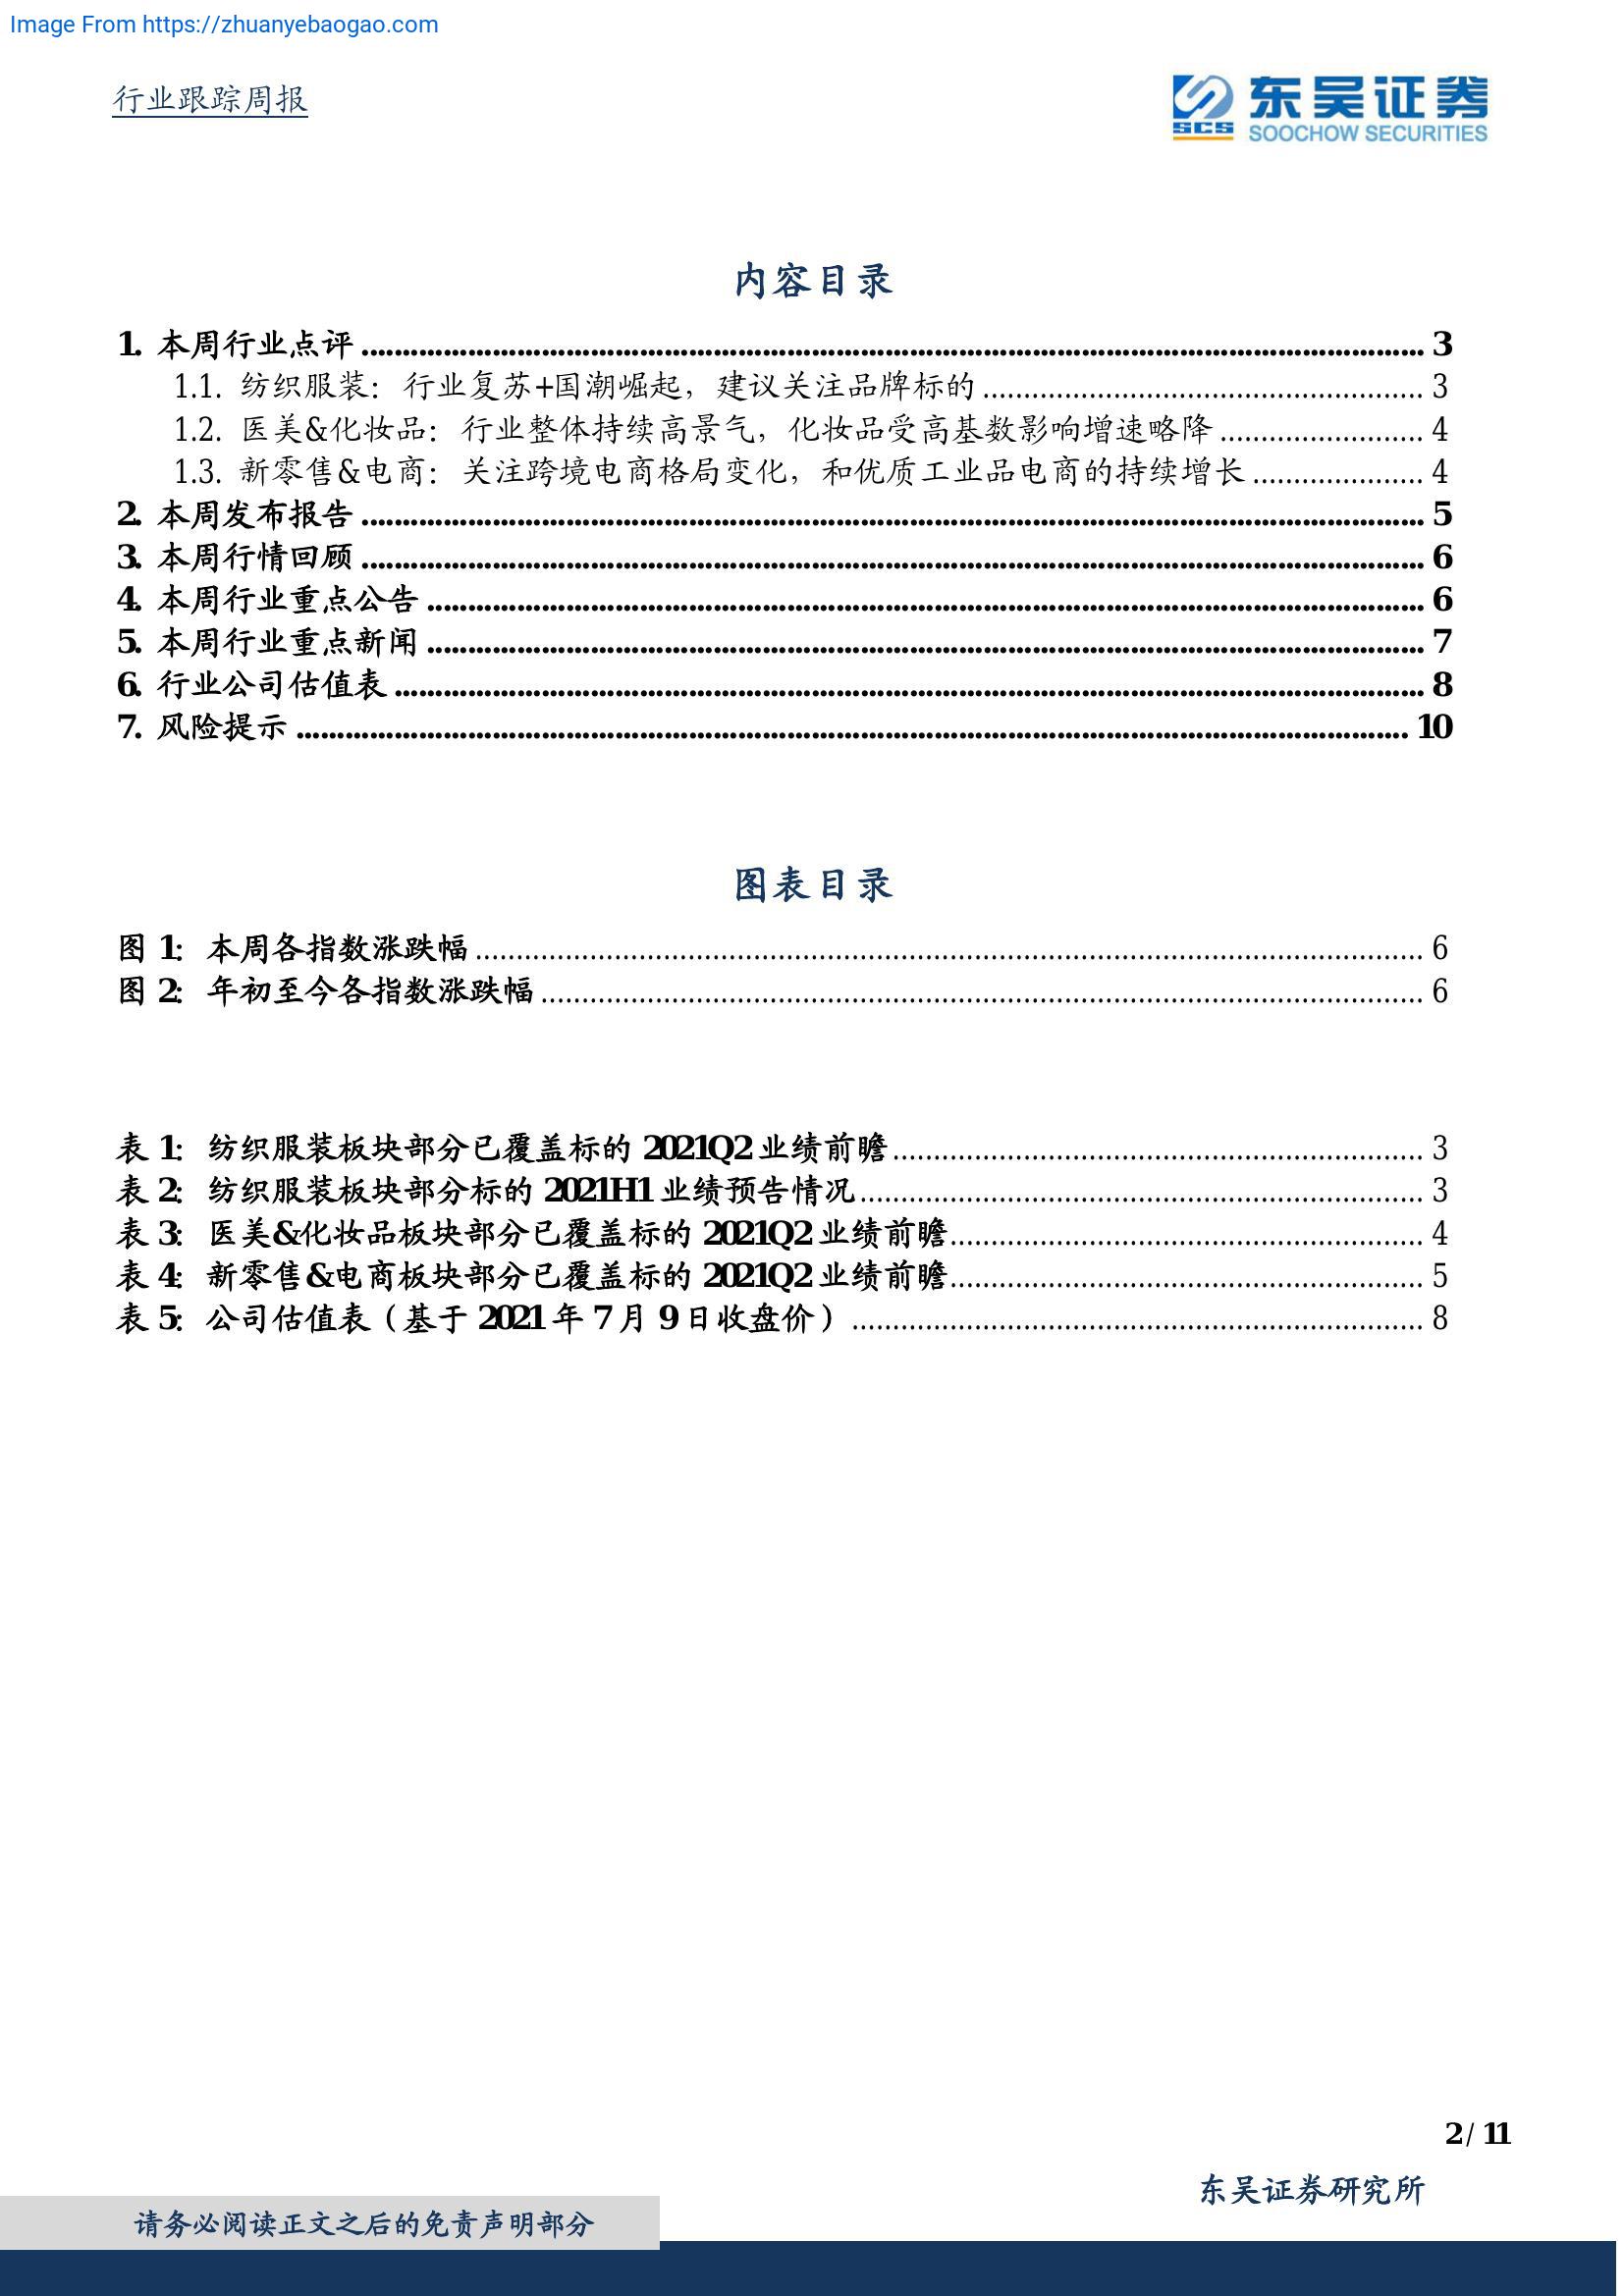 Image From https://zhuanyebaogao.com
行业跟踪周报
东吴证券
SCS
SOOCHOW SECURITIES
内容目录
1. 本周行业点评 3
1.1. 纺织服装：行业复苏+国潮崛起，建议关注品牌标的 3
1.2. 医美&化妆品：行业整体持续高景气，化妆品受高基数影响增速略降 4
1.3. 新零售&电商：关注跨境电商格局变化，和优质工业品电商的持续增长 4
2. 本周发布报告 5
3. 本周行情回顾 6
4. 本周行业重点公告 6
5. 本周行业重点新闻 7
6. 行业公司估值表 8
7. 风险提示 10
图表目录
图 1：本周各指数涨跌幅 6
图 2：年初至今各指数涨跌幅 6
表 1：纺织服装板块部分已覆盖标的 2021Q2 业绩前瞻 3
表 2：纺织服装板块部分标的 2021H1 业绩预告情况 3
表 3：医美&化妆品板块部分已覆盖标的 2021Q2 业绩前瞻 4
表 4：新零售&电商板块部分已覆盖标的 2021Q2 业绩前瞻 5
表 5：公司估值表（基于 2021 年 7 月 9 日收盘价） 8
2 / 11
东吴证券研究所
请务必阅读正文之后的免责声明部分